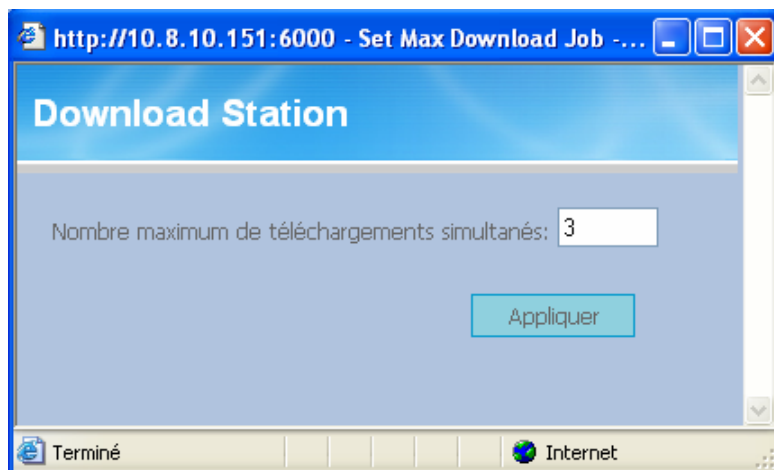 http://10.8.10.151:6000 - Set Max Download Job -...
Download Station
Nombre maximum de téléchargements simultanés: 3
Appliquer
Terminé Internet